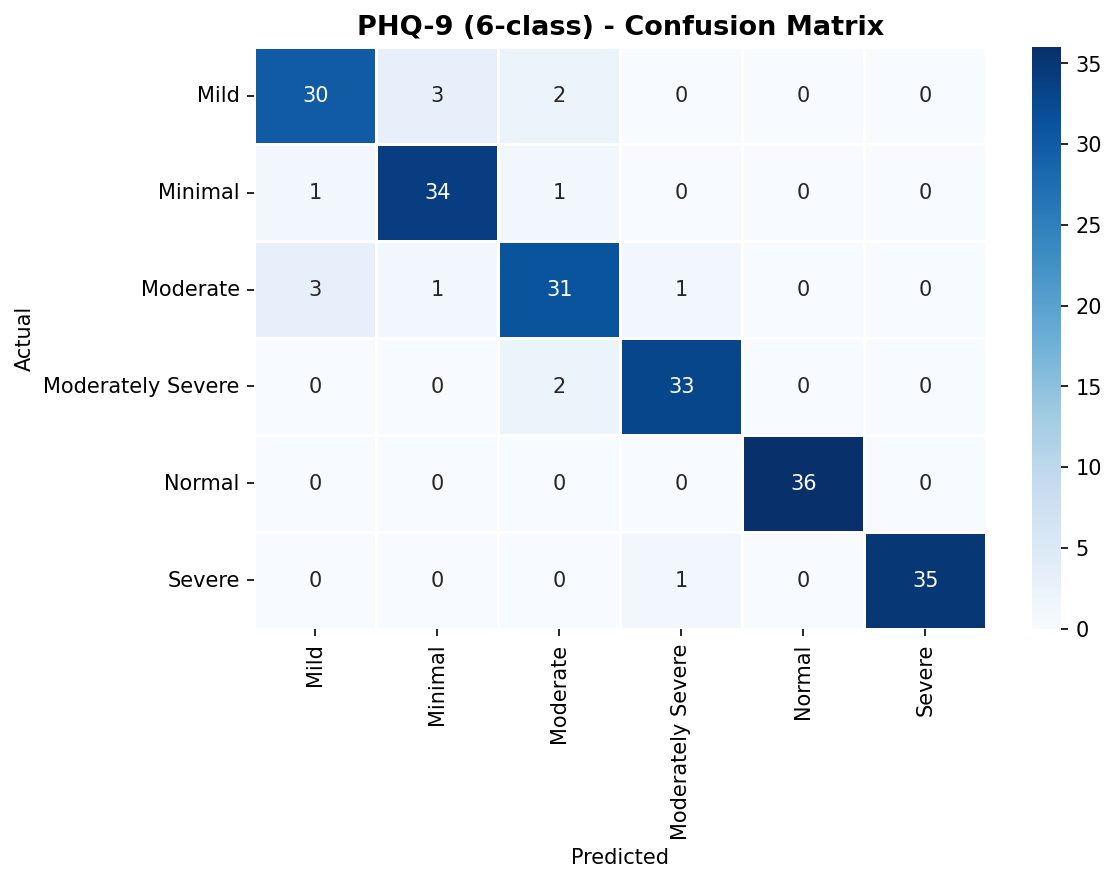 PHQ-9 (6-class) - Confusion Matrix
Actual
Mild 30 3 2 0 0 0
Minimal 1 34 1 0 0 0
Moderate 3 1 31 1 0 0
Moderately Severe 0 0 2 33 0 0
Normal 0 0 0 0 36 0
Severe 0 0 0 1 0 35
Mild Minimal Moderate Moderately Severe Normal Severe
Predicted
35
30
25
20
15
10
5
0